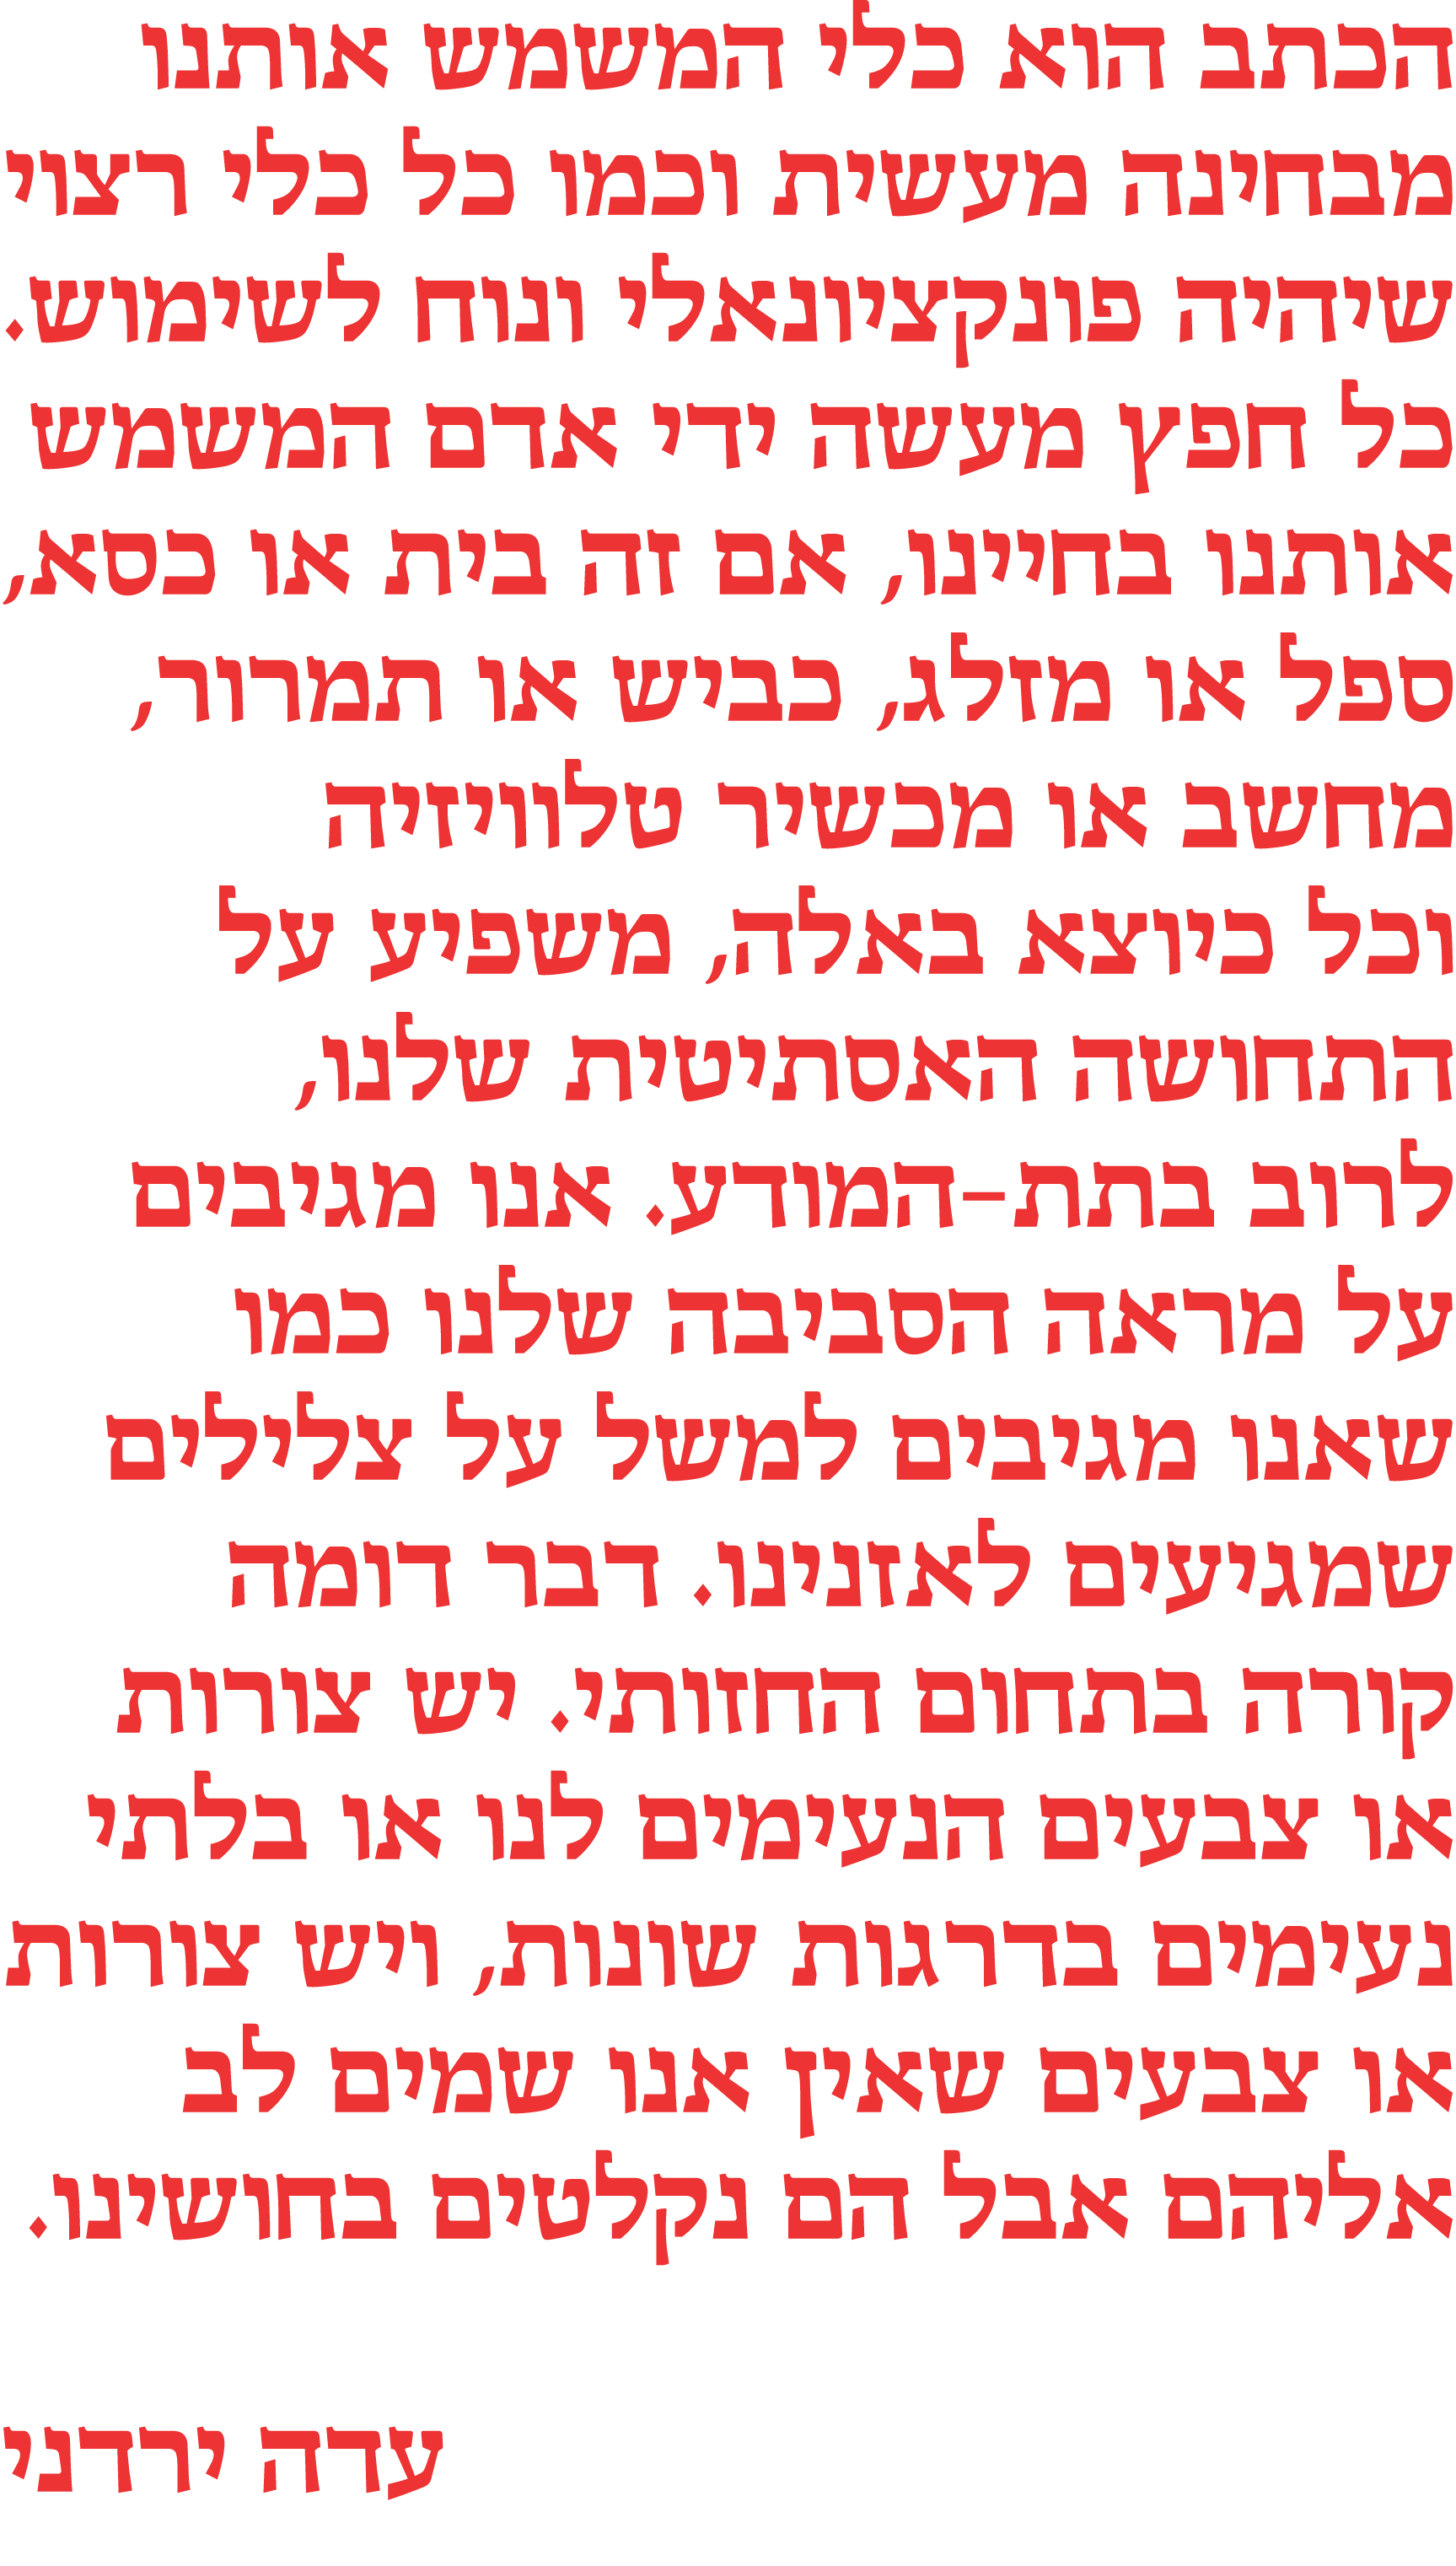 הכתב הוא כלי המשמש אותנו
מבחינה מעשית וכמו כל כלי רצוי
שיהיה פונקציונאלי ונוח לשימוש.
כל חפץ מעשה ידי אדם המשמש
אותנו בחיינו, אם זה בית או כסא,
ספל או מזלג, כביש או תמרור,
מחשב או מכשיר טלוויזיה
וכל כיוצא באלה, משפיע על
התחושה האסתיטית שלנו,
לרוב בתת-המודע. אנו מגיבים
על מראה הסביבה שלנו כמו
שאנו מגיבים למשל על צלילים
שמגיעים לאזנינו. דבר דומה
קורה בתחום החזותי. יש צורות
או צבעים הנעימים לנו או בלתי
נעימים בדרגות שונות, ויש צורות
או צבעים שאין אנו שמים לב
אליהם אבל הם נקלטים בחושינו.
עדה ירדני